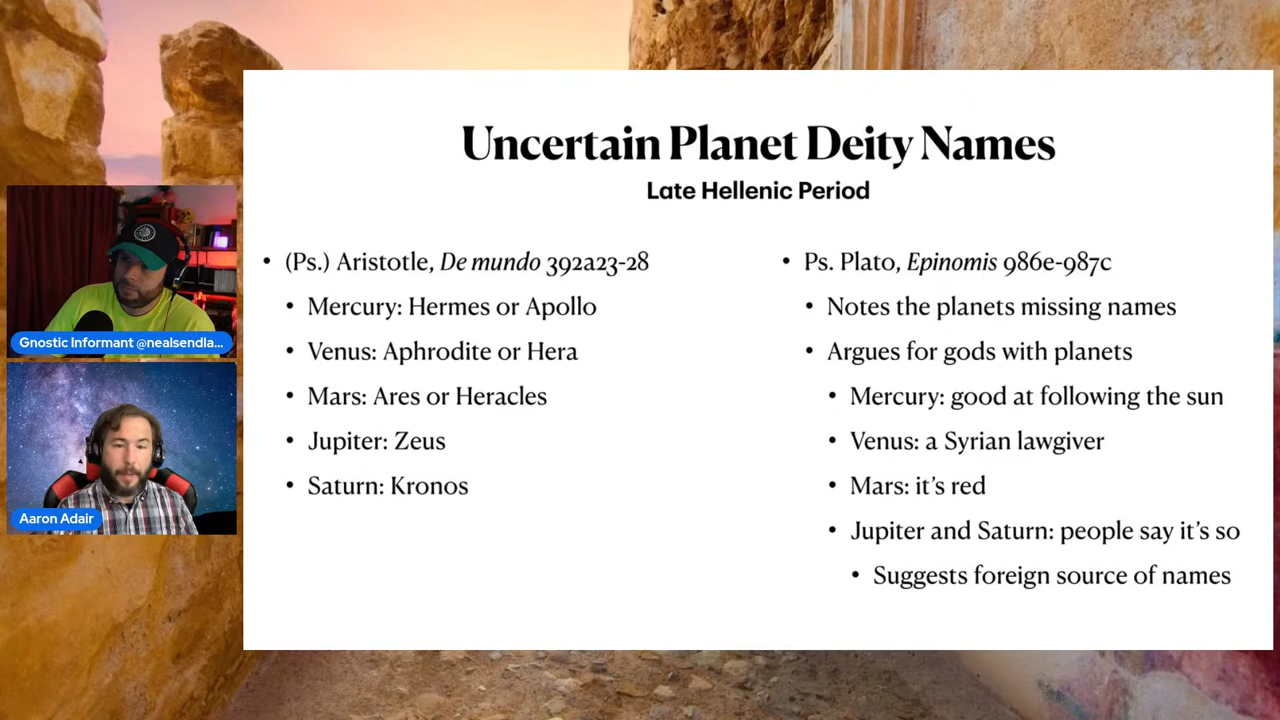 Uncertain Planet Deity Names
Late Hellenic Period
• (Ps.) Aristotle, De mundo 392a23-28
• Mercury: Hermes or Apollo
• Venus: Aphrodite or Hera
• Mars: Ares or Heracles
• Jupiter: Zeus
• Saturn: Kronos
• Ps. Plato, Epinomis 986e-987c
• Notes the planets missing names
• Argues for gods with planets
• Mercury: good at following the sun
• Venus: a Syrian lawgiver
• Mars: it’s red
• Jupiter and Saturn: people say it’s so
• Suggests foreign source of names
Gnostic Informant @nealsendla...
Aaron Adair